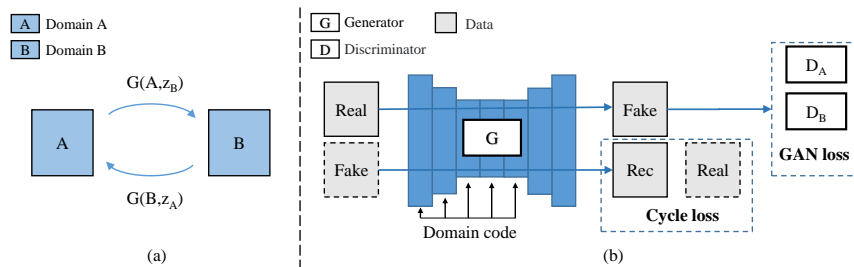 A Domain A
B Domain B
G(A,z_B)
A
B
G(B,z_A)
(a)
G Generator
Data
D Discriminator
Real
Fake
G
Fake
D_A
D_B
GAN loss
Fake
Rec
Real
Cycle loss
Domain code
(b)